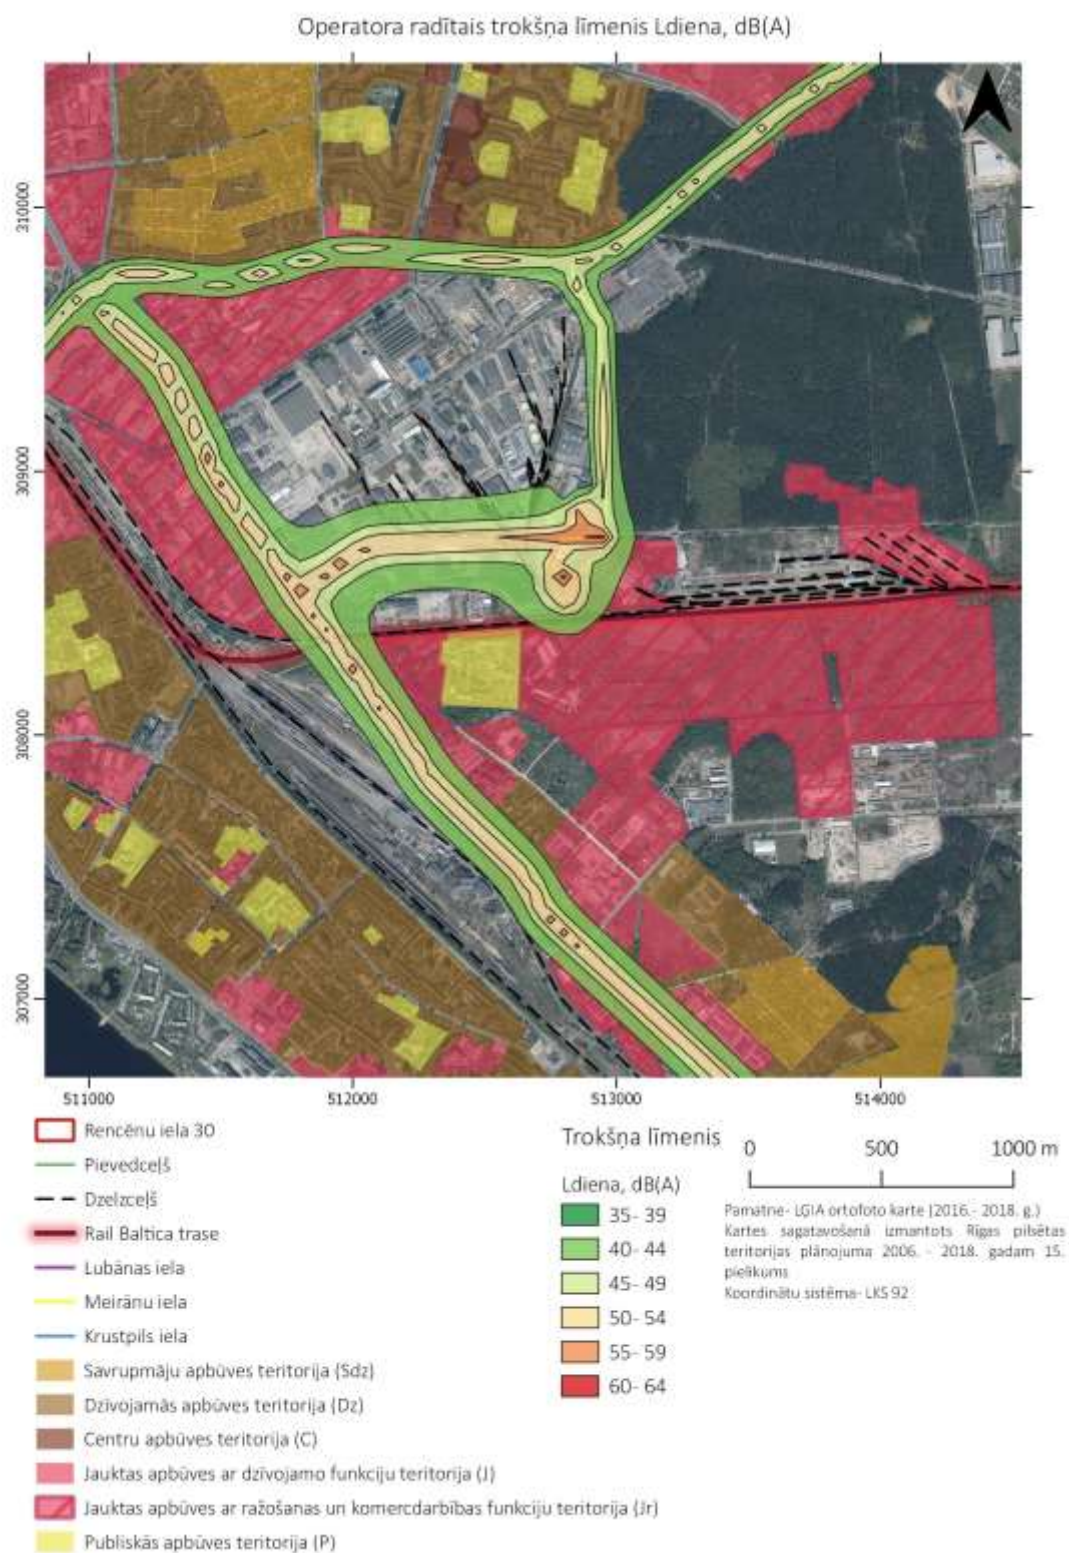 Operatora radītais trokšņa līmenis Ldiena, dB(A)
310000
309000
308000
307000
511000
512000
513000
514000
Rencēnu iela 30
Pievedceļš
Dzelzceļš
Rail Baltica trase
Lubānas iela
Meirānu iela
Krustpils iela
Savrupmāju apbūves teritorija (Sdz)
Dzīvojamās apbūves teritorija (Dz)
Centru apbūves teritorija (C)
Jauktas apbūves ar dzīvojamo funkciju teritorija (J)
Jauktas apbūves ar ražošanas un komercdarbības funkciju teritorija (Jr)
Publiskās apbūves teritorija (P)
Trokšņa līmenis
Ldiena, dB(A)
35- 39
40- 44
45- 49
50- 54
55- 59
60- 64
0 500 1000 m
Pamatne- LĢIA ortofoto karte (2016.- 2018. g.)
Kartes sagatavošanā izmantots Rīgas pilsētas
teritorijas plānojuma 2006. - 2018. gadam 15.
pielikums
Koordinātu sistēma- LKS 92